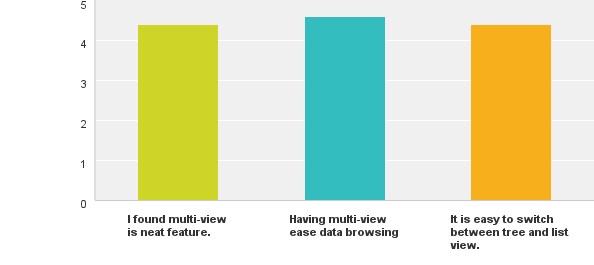 5
4
3
2
1
0
I found multi-view
is neat feature.
Having multi-view
ease data browsing
It is easy to switch
between tree and list
view.